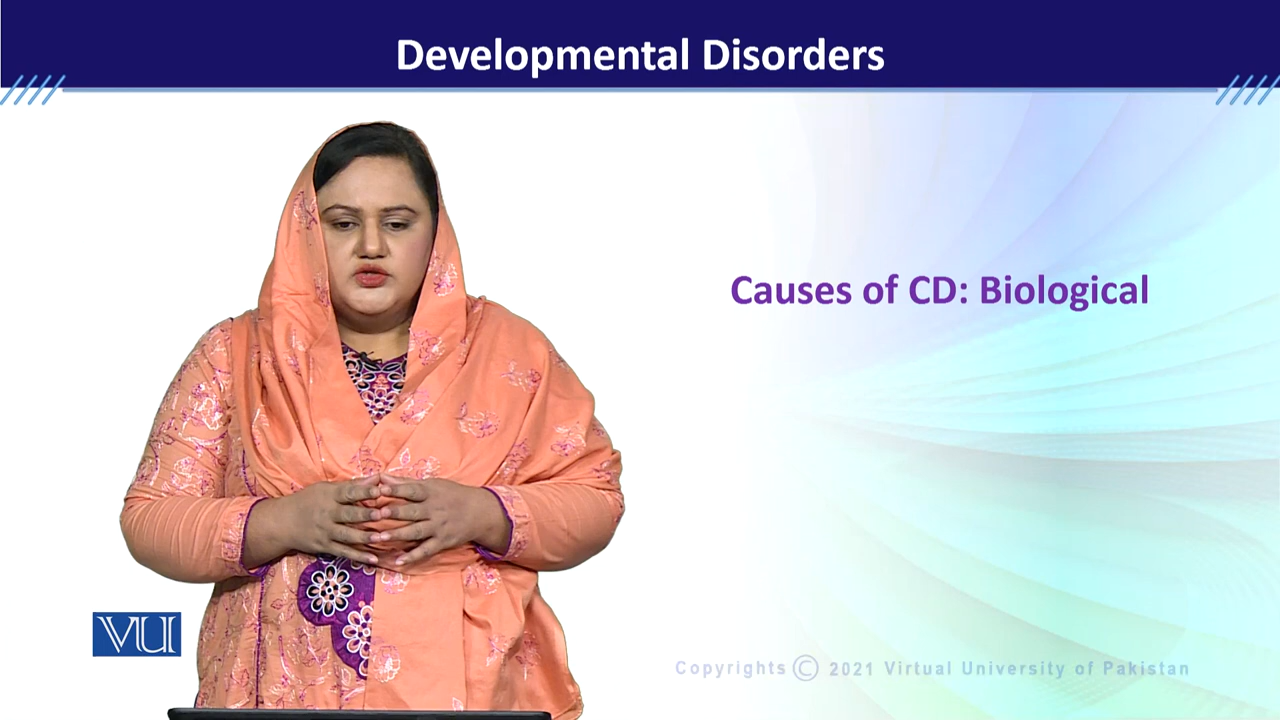 Developmental Disorders
Causes of CD: Biological
VU
Copyrights © 2021 Virtual University of Pakistan